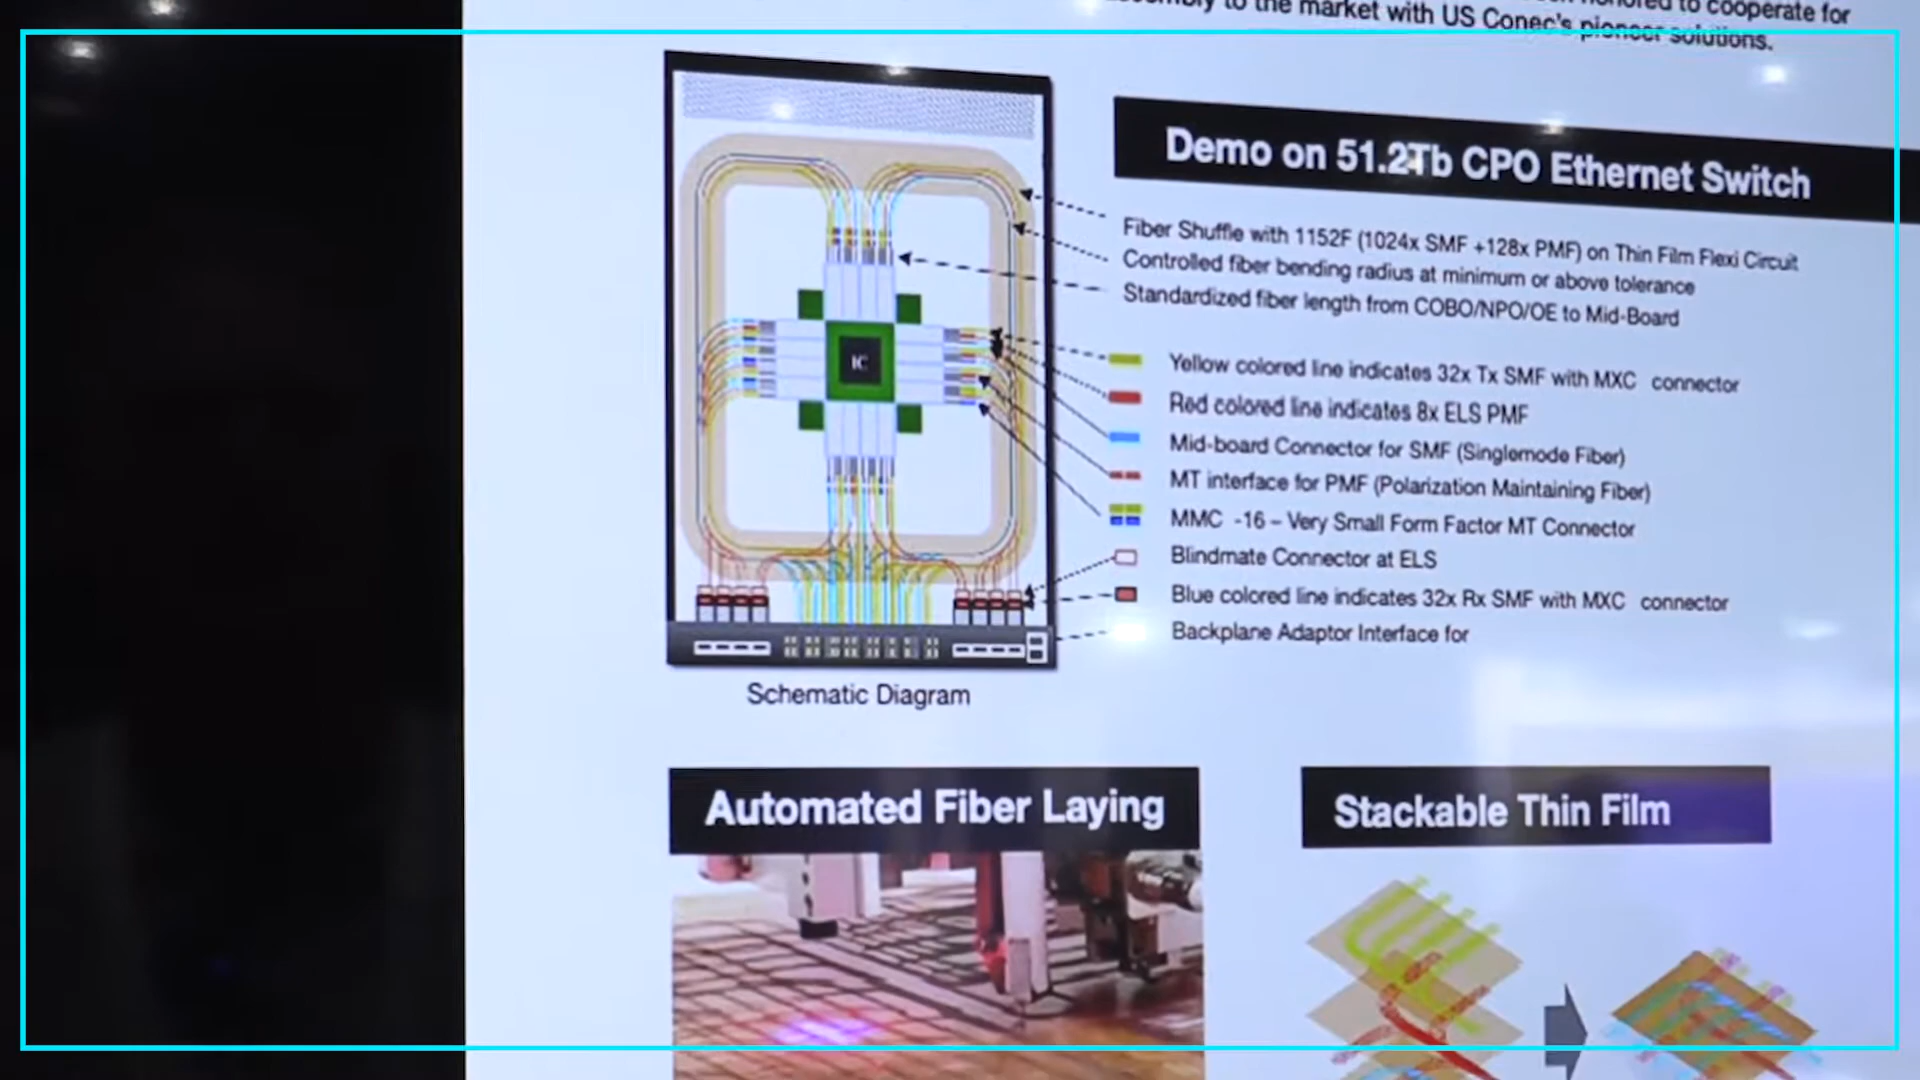 to cooperate for
to the market with US Conec's pioneer solutions.
Demo on 51.2Tb CPO Ethernet Switch
Fiber Shuffle with 1152F (1024x SMF +128x PMF) on Thin Film Flexi Circuit
Controlled fiber bending radius at minimum or above tolerance
Standardized fiber length from COBO/NPO/OE to Mid-Board
IC
Yellow colored line indicates 32x Tx SMF with MXC connector
Red colored line indicates 8x ELS PMF
Mid-board Connector for SMF (Singlemode Fiber)
MT interface for PMF (Polarization Maintaining Fiber)
MMC -16 – Very Small Form Factor MT Connector
Blindmate Connector at ELS
Blue colored line indicates 32x Rx SMF with MXC connector
Backplane Adaptor Interface for
Schematic Diagram
Automated Fiber Laying
Stackable Thin Film